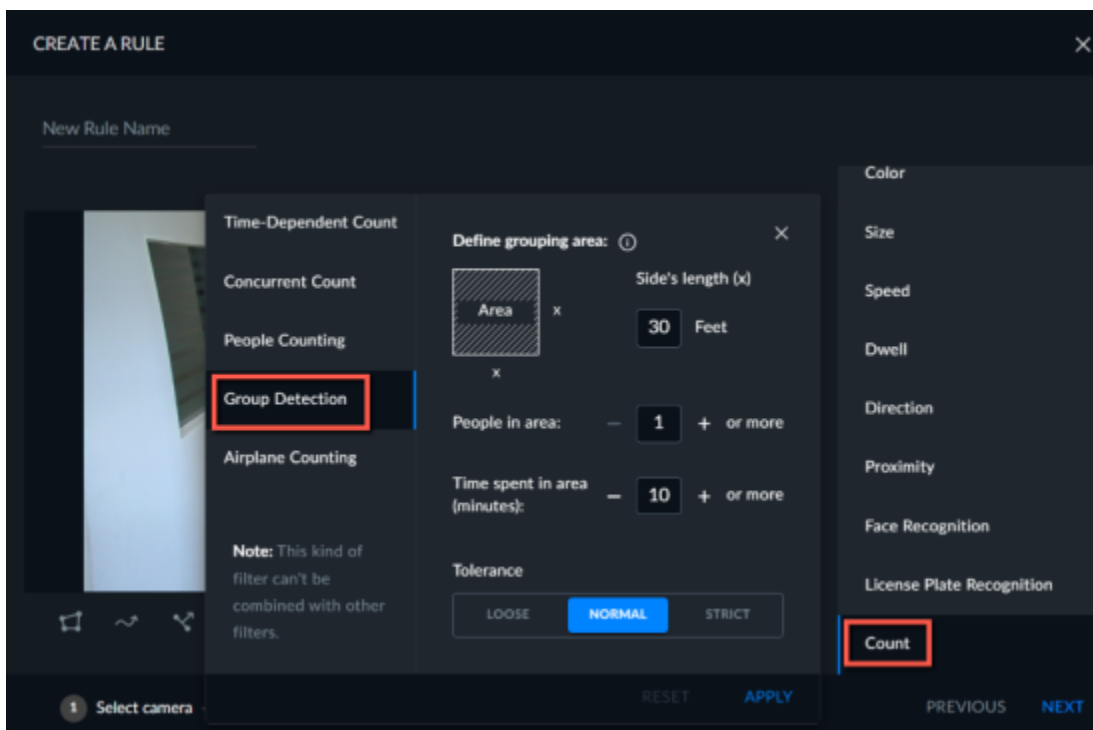 CREATE A RULE
New Rule Name
Time-Dependent Count
Concurrent Count
People Counting
Group Detection
Airplane Counting
Note: This kind of
filter can't be
combined with other
filters.
Define grouping area:
Area
x
x
Side's length (x)
30 Feet
People in area: 1 or more
Time spent in area
(minutes): 10 or more
Tolerance
LOOSE NORMAL STRICT
RESET APPLY
Color
Size
Speed
Dwell
Direction
Proximity
Face Recognition
License Plate Recognition
Count
1 Select camera
PREVIOUS NEXT